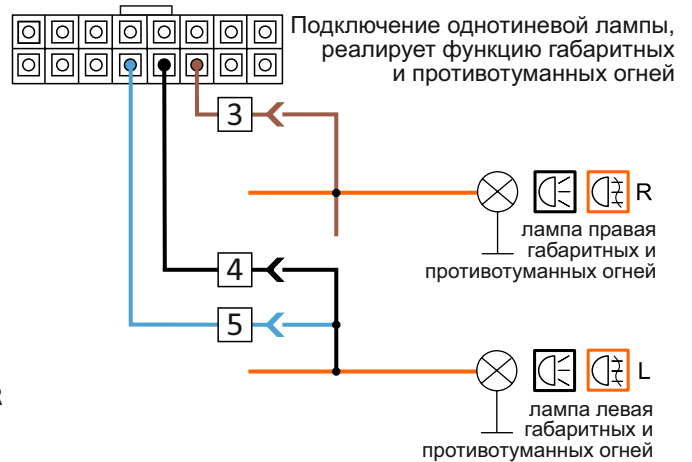 Подключение однотиневой лампы,
реалирует функцию габаритных
и противотуманных огней
3
R
лампа правая
габаритных и
противотуманных огней
4
5
L
лампа левая
габаритных и
противотуманных огней